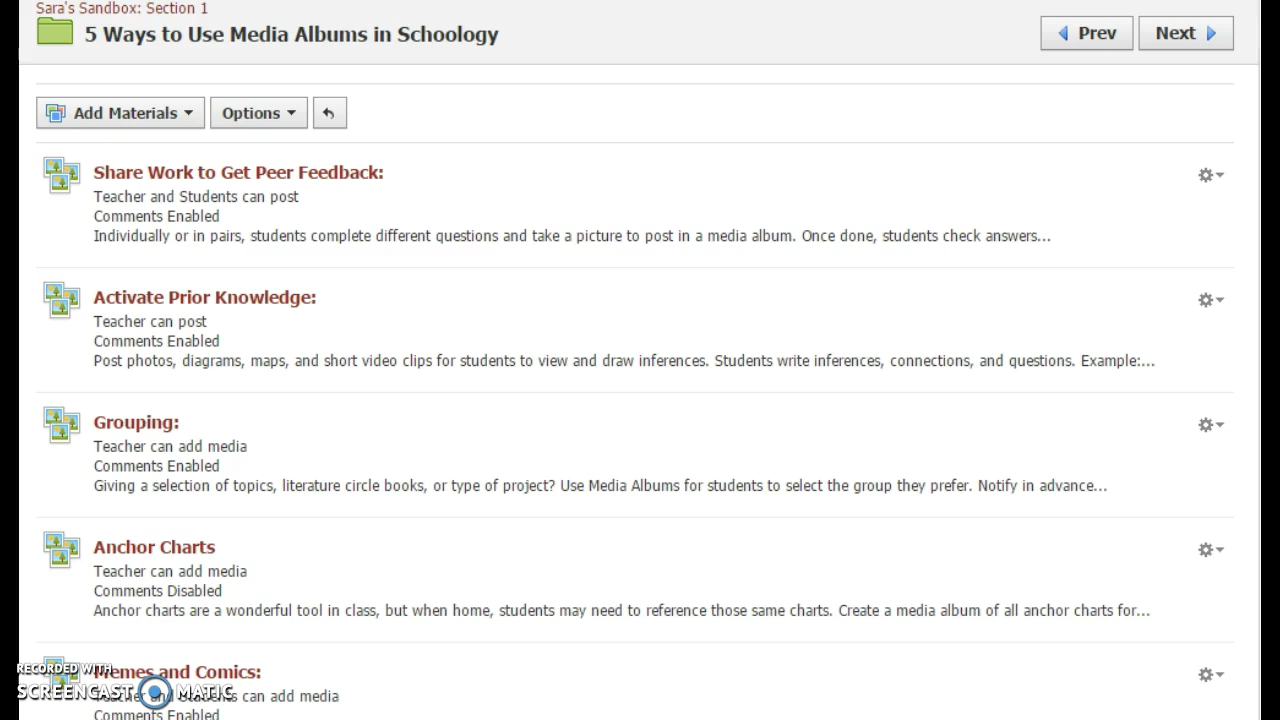 Sara's Sandbox: Section 1
5 Ways to Use Media Albums in Schoology
Prev
Next
Add Materials
Options
Share Work to Get Peer Feedback:
Teacher and Students can post
Comments Enabled
Individually or in pairs, students complete different questions and take a picture to post in a media album. Once done, students check answers...
Activate Prior Knowledge:
Teacher can post
Comments Enabled
Post photos, diagrams, maps, and short video clips for students to view and draw inferences. Students write inferences, connections, and questions. Example:...
Grouping:
Teacher can add media
Comments Enabled
Giving a selection of topics, literature circle books, or type of project? Use Media Albums for students to select the group they prefer. Notify in advance...
Anchor Charts
Teacher can add media
Comments Disabled
Anchor charts are a wonderful tool in class, but when home, students may need to reference those same charts. Create a media album of all anchor charts for...
Memes and Comics:
Teacher and Students can add media
Comments Enabled
RECORDED WITH
SCREENCAST MATIC